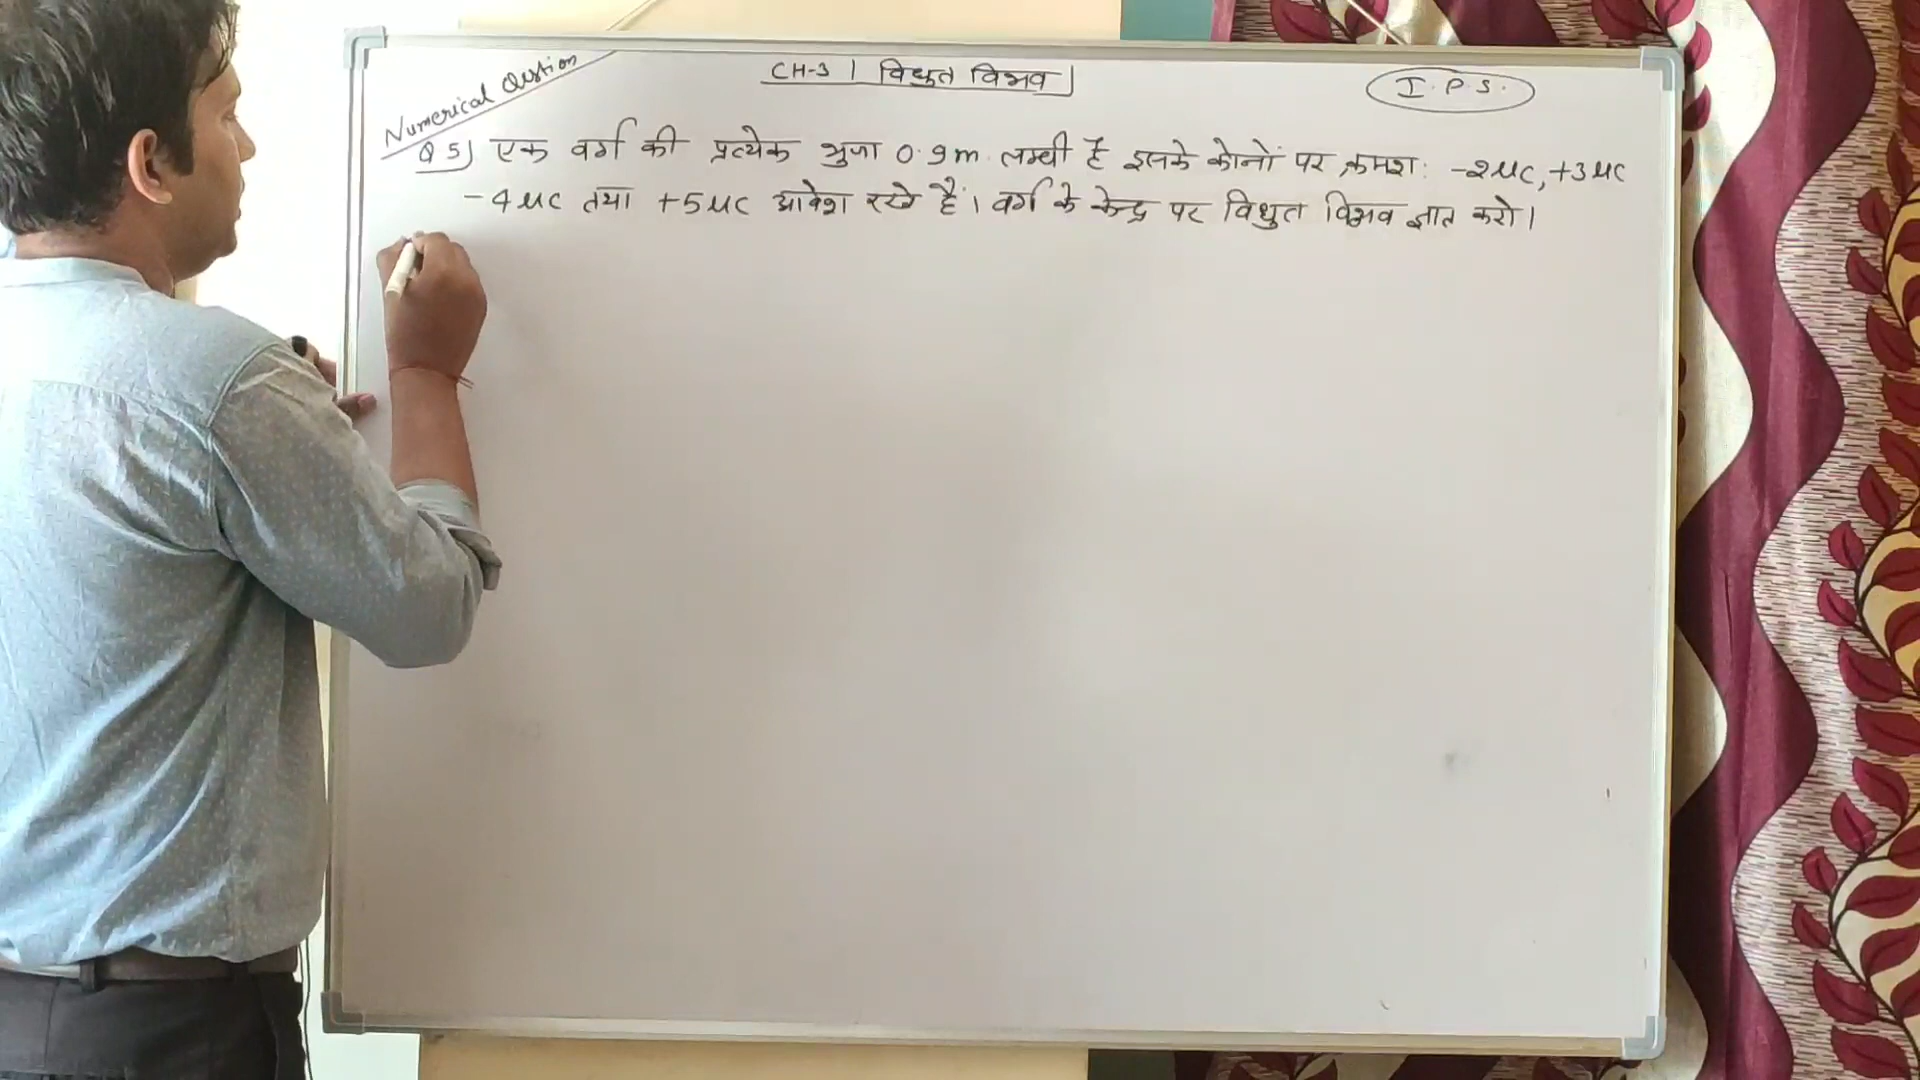 CH-3 | विधुत विभव
I.P.S.
Numerical Qustion
Q5) एक वर्ग की प्रत्येक भुजा 0.9m. लम्बी है इसके कोनों पर क्रमश: -2μC, +3μC
-4μC तथा +5μC आवेश रखे हैं। वर्ग के केन्द्र पर विधुत विभव ज्ञात करो।